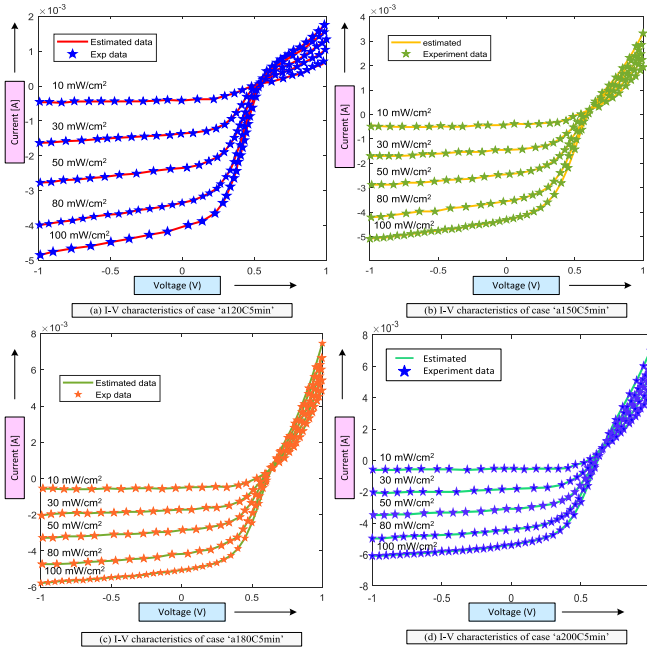 ×10⁻³
2
1
0
-1
-2
-3
-4
-5
-1
-0.5
0
0.5
1
Current [A]
Estimated data
Exp data
10 mW/cm²
30 mW/cm²
50 mW/cm²
80 mW/cm²
100 mW/cm²
Voltage (V)
(a) I-V characteristics of case ‘a120C5min’
×10⁻³
4
3
2
1
0
-1
-2
-3
-4
-5
-6
-1
-0.5
0
0.5
1
Current [A]
estimated
Experiment data
10 mW/cm²
30 mW/cm²
50 mW/cm²
80 mW/cm²
100 mW/cm²
Voltage (V)
(b) I-V characteristics of case ‘a150C5min’
×10⁻³
8
6
4
2
0
-2
-4
-6
-1
-0.5
0
0.5
1
Current [A]
Estimated data
Exp data
10 mW/cm²
30 mW/cm²
50 mW/cm²
80 mW/cm²
100 mW/cm²
Voltage (V)
(c) I-V characteristics of case ‘a180C5min’
×10⁻³
8
6
4
2
0
-2
-4
-6
-8
-1
-0.5
0
0.5
Current [A]
Estimated
Experiment data
10 mW/cm²
30 mW/cm²
50 mW/cm²
80 mW/cm²
100 mW/cm²
Voltage (V)
(d) I-V characteristics of case ‘a200C5min’